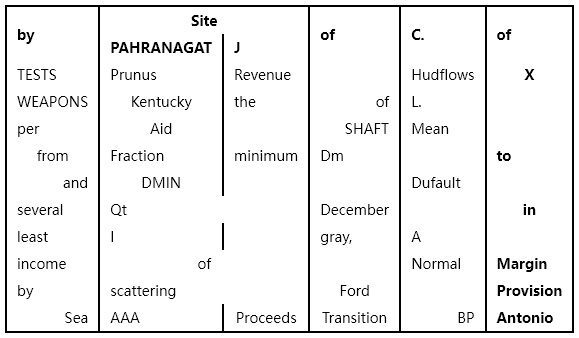 by Site of C. of
PAHRANAGAT J
TESTS Prunus Revenue Hudflows X
WEAPONS Kentucky the of L.
per Aid SHAFT Mean
from Fraction minimum Dm to
and DMIN Dufault
several Qt December in
least I gray, A
income of Normal Margin
by scattering Ford Provision
Sea AAA Proceeds Transition BP Antonio